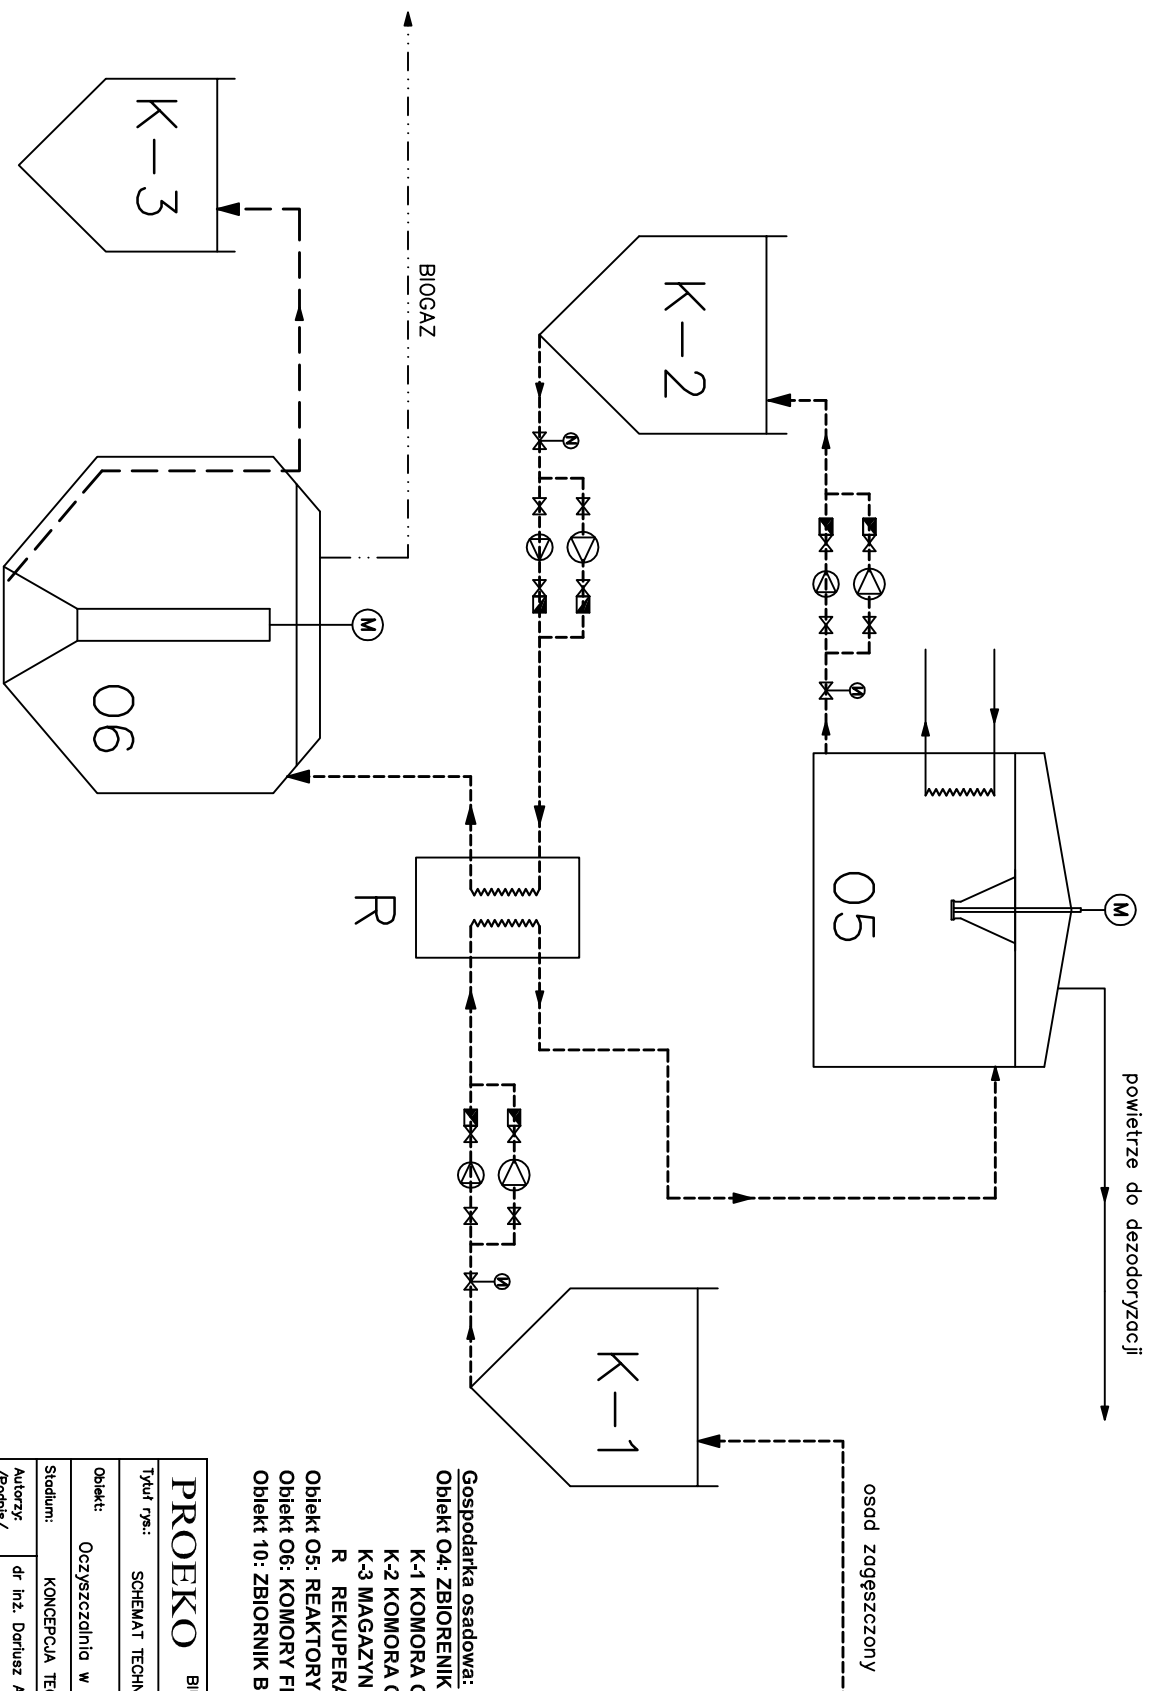 powietrze do dezodoryzacji
osad zagęszczony
BIOGAZ
K-3
K-2
K-1
O5
O6
R
M
M
Gospodarka osadowa:
Obiekt O4: ZBIORENIK
K-1 KOMORA
K-2 KOMORA
K-3 MAGAZYN
R REKUPERA
Obiekt O5: REAKTORY
Obiekt O6: KOMORY
Obiekt 10: ZBIORNIK B
PROEKO
Tytuł rys.: SCHEMAT TECHN
Obiekt: Oczyszczalnia w
Stadium: KONCEPCJA
Autorzy: dr inż. Dariusz A
/Podpis/